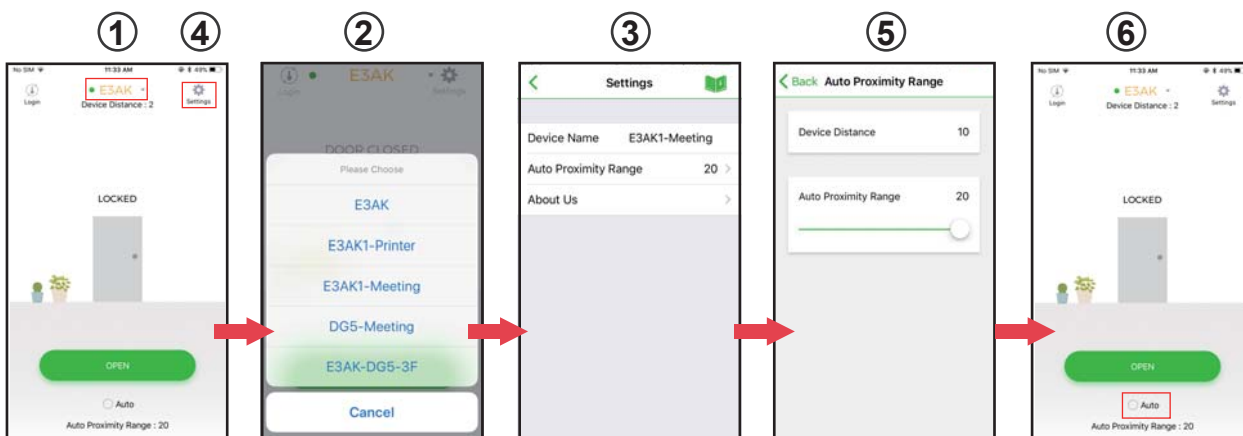 ① ④ ② ③ ⑤ ⑥
No SIM 11:33 AM 49%
Login
E3AK
Settings
Device Distance : 2
LOCKED
OPEN
Auto
Auto Proximity Range : 20
E3AK
Login
Settings
DOOR CLOSED
Please Choose
E3AK
E3AK1-Printer
E3AK1-Meeting
DG5-Meeting
E3AK-DG5-3F
Cancel
Settings
Device Name E3AK1-Meeting
Auto Proximity Range 20
About Us
Back Auto Proximity Range
Device Distance 10
Auto Proximity Range 20
No SIM 11:33 AM 49%
Login
E3AK
Settings
Device Distance : 2
LOCKED
OPEN
Auto
Auto Proximity Range : 20